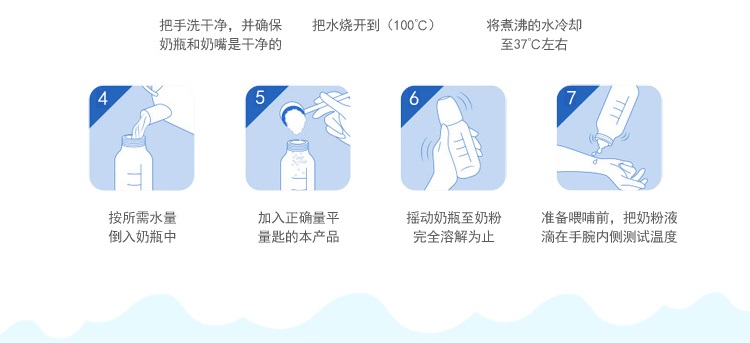 把手洗干净，并确保
奶瓶和奶嘴是干净的
把水烧开到（100℃）
将煮沸的水冷却
至37℃左右
4
5
6
7
按所需水量
倒入奶瓶中
加入正确量平
量匙的本产品
摇动奶瓶至奶粉
完全溶解为止
准备喂哺前，把奶粉液
滴在手腕内侧测试温度